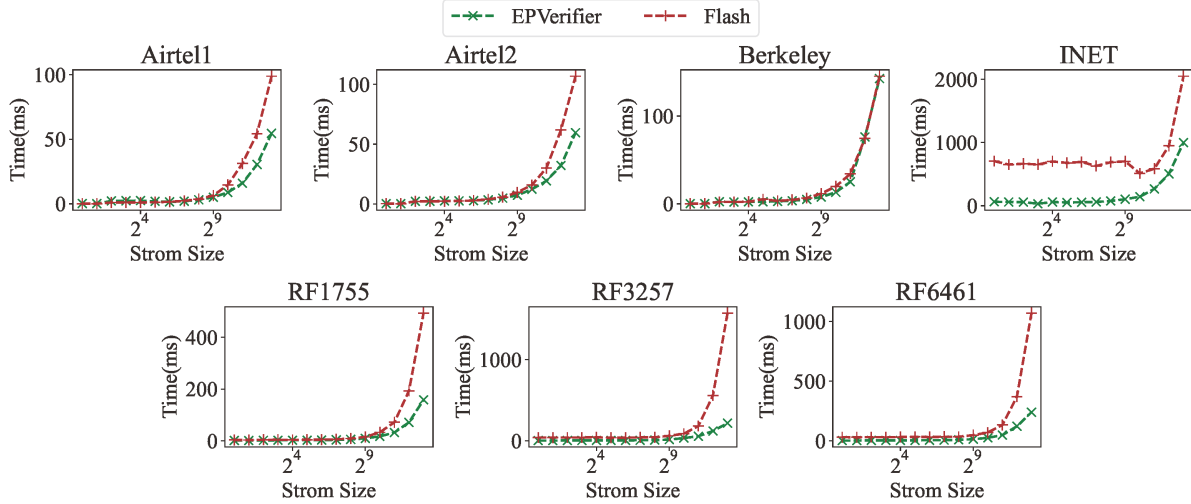 EPVerifier Flash
Airtel1 Airtel2 Berkeley INET
100
50
0
Time(ms)
2^4 2^9
Strom Size
100
50
0
Time(ms)
2^4 2^9
Strom Size
100
0
Time(ms)
2^4 2^9
Strom Size
2000
1000
0
Time(ms)
2^4 2^9
Strom Size
RF1755 RF3257 RF6461
400
200
0
Time(ms)
2^4 2^9
Strom Size
1000
0
Time(ms)
2^4 2^9
Strom Size
1000
500
0
Time(ms)
2^4 2^9
Strom Size